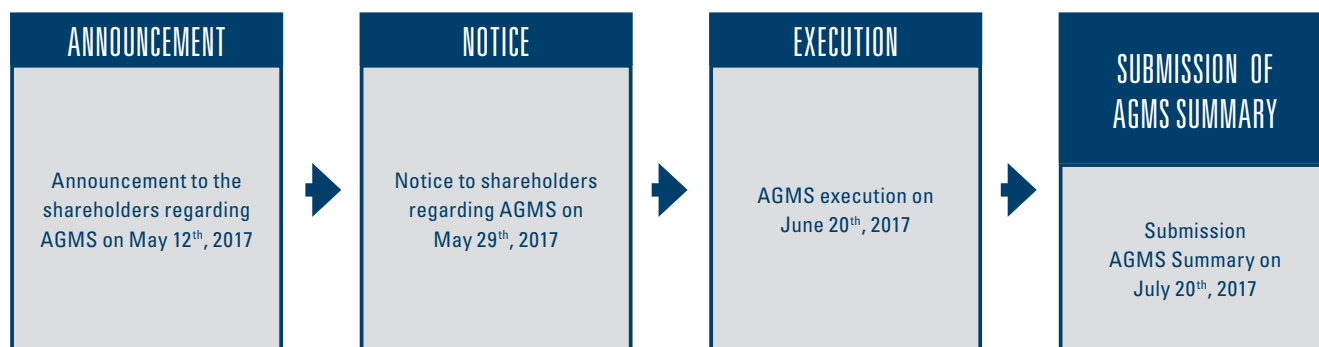 ANNOUNCEMENT
Announcement to the
shareholders regarding
AGMS on May 12th, 2017
NOTICE
Notice to shareholders
regarding AGMS on
May 29th, 2017
EXECUTION
AGMS execution on
June 20th, 2017
SUBMISSION OF
AGMS SUMMARY
Submission
AGMS Summary on
July 20th, 2017